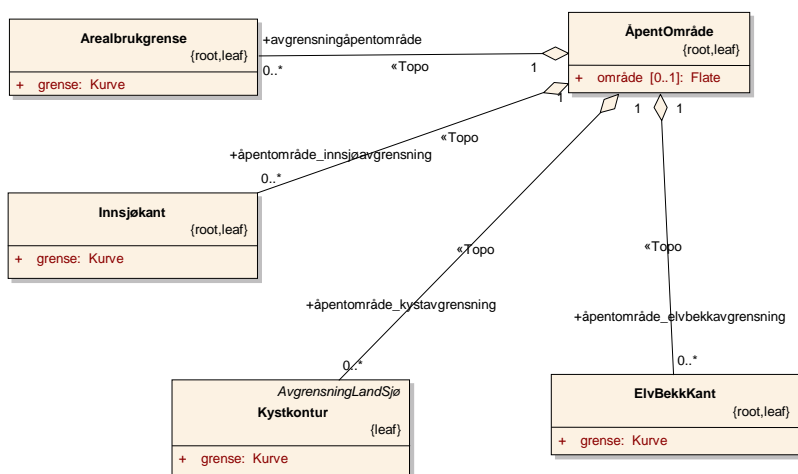 Arealbrukgrense
{root,leaf}
+ grense: Kurve
+avgrensningåpentområde
0..*
«Topo
1
ÅpentOmråde
{root,leaf}
+ område [0..1]: Flate
1
«Topo
+åpentområde_innsjøavgrensning
0..*
1
1
Innsjøkant
{root,leaf}
+ grense: Kurve
«Topo
«Topo
+åpentområde_kystavgrensning
+åpentområde_elvbekkavgrensning
0..*
0..*
AvgrensningLandSjø
Kystkontur
{leaf}
+ grense: Kurve
ElvBekkKant
{root,leaf}
+ grense: Kurve